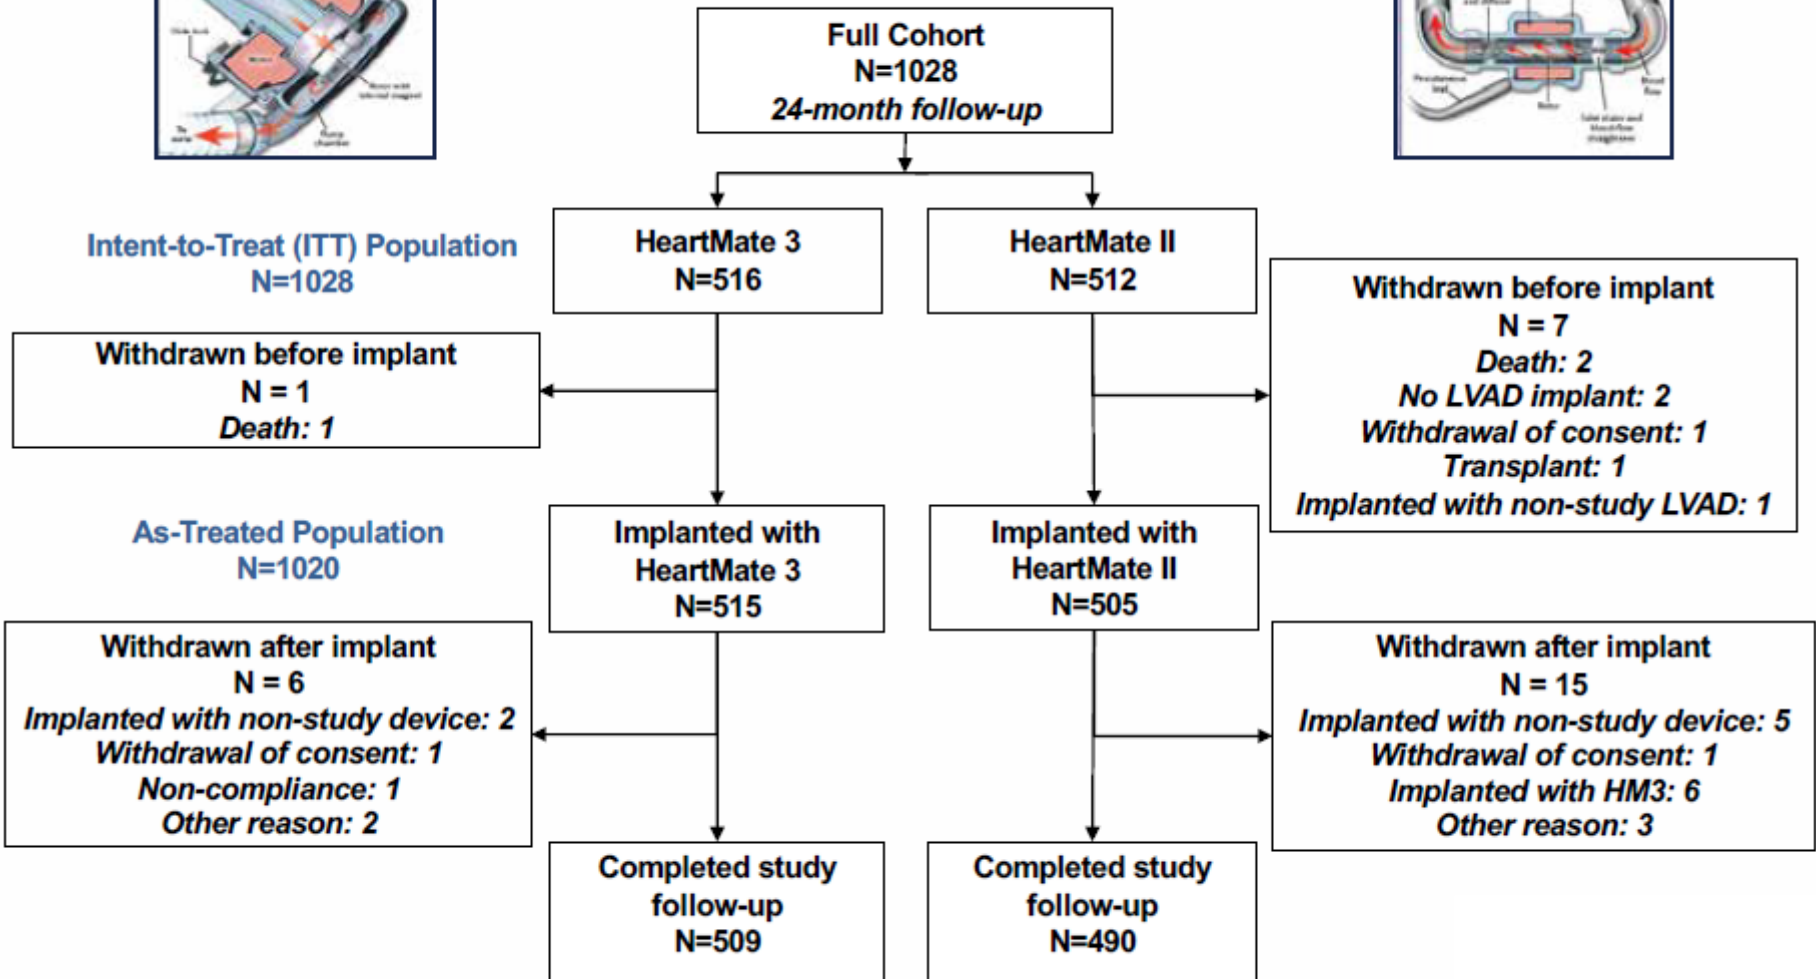 Full Cohort
N=1028
24-month follow-up
Intent-to-Treat (ITT) Population
N=1028
HeartMate 3
N=516
HeartMate II
N=512
Withdrawn before implant
N = 1
Death: 1
Withdrawn before implant
N = 7
Death: 2
No LVAD implant: 2
Withdrawal of consent: 1
Transplant: 1
Implanted with non-study LVAD: 1
As-Treated Population
N=1020
Implanted with
HeartMate 3
N=515
Implanted with
HeartMate II
N=505
Withdrawn after implant
N = 6
Implanted with non-study device: 2
Withdrawal of consent: 1
Non-compliance: 1
Other reason: 2
Withdrawn after implant
N = 15
Implanted with non-study device: 5
Withdrawal of consent: 1
Implanted with HM3: 6
Other reason: 3
Completed study
follow-up
N=509
Completed study
follow-up
N=490